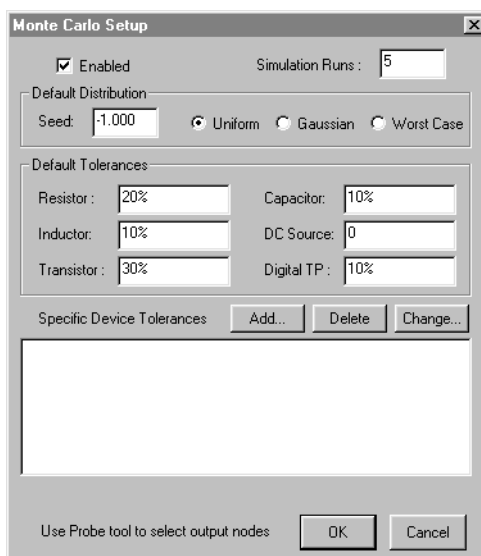 Monte Carlo Setup
Enabled Simulation Runs : 5
Default Distribution
Seed: -1.000 Uniform Gaussian Worst Case
Default Tolerances
Resistor : 20% Capacitor: 10%
Inductor: 10% DC Source: 0
Transistor : 30% Digital TP : 10%
Specific Device Tolerances Add... Delete Change...
Use Probe tool to select output nodes OK Cancel